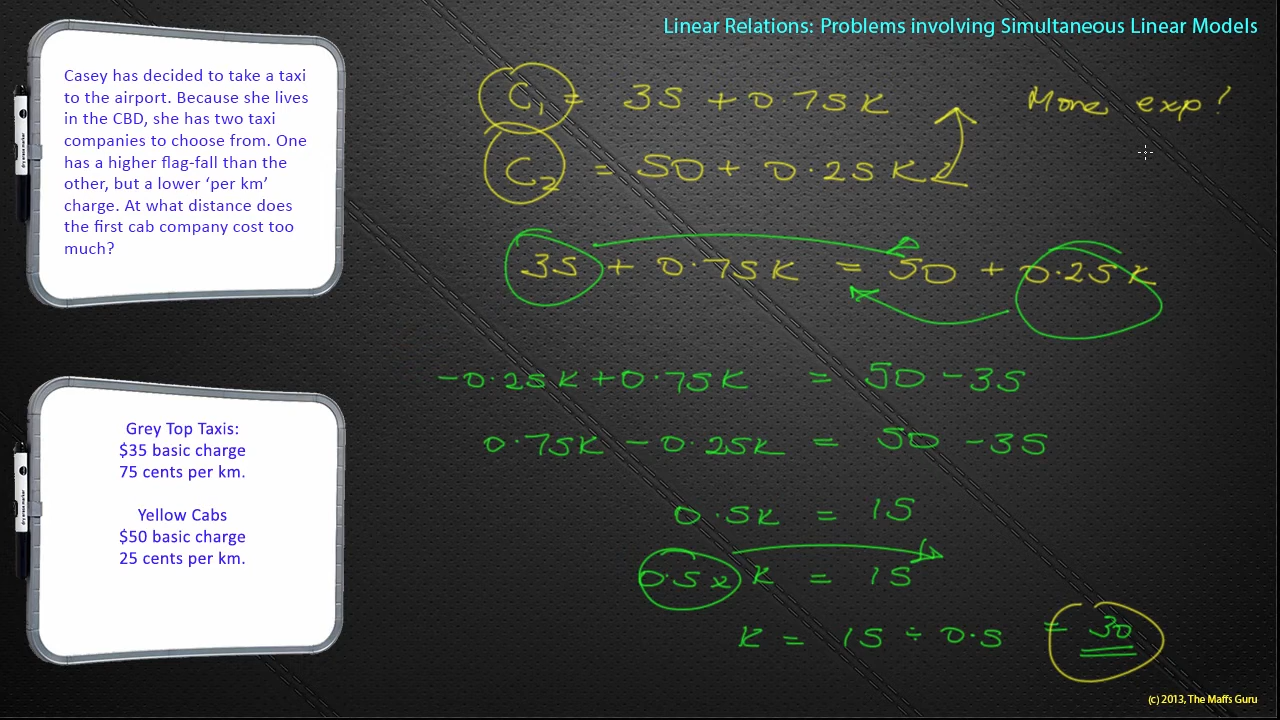 Linear Relations: Problems involving Simultaneous Linear Models
Casey has decided to take a taxi
to the airport. Because she lives
in the CBD, she has two taxi
companies to choose from. One
has a higher flag-fall than the
other, but a lower ‘per km’
charge. At what distance does
the first cab company cost too
much?
Grey Top Taxis:
$35 basic charge
75 cents per km.
Yellow Cabs
$50 basic charge
25 cents per km.
C₁ = 35 + 0.75K
More exp!
C₂ = 50 + 0.25K
35 + 0.75K = 50 + 0.25K
-0.25K + 0.75K = 50 - 35
0.75K - 0.25K = 50 - 35
0.5K = 15
0.5 x K = 15
K = 15 ÷ 0.5 = 30
(c) 2013, The Maffs Guru